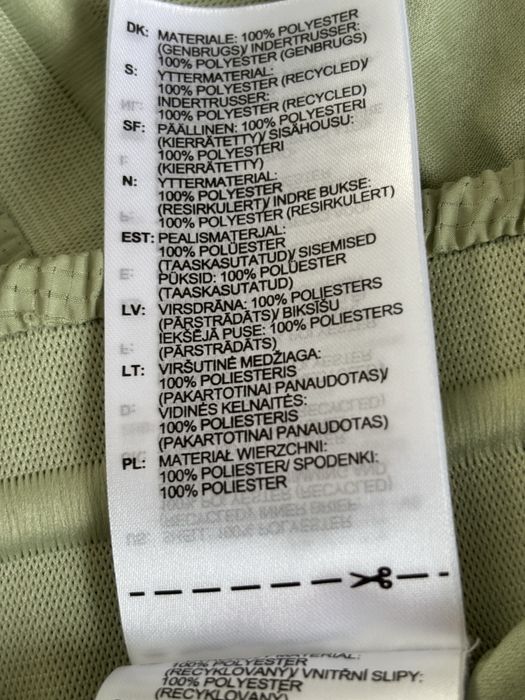 DK: MATERIALE: 100% POLYESTER
(GENBRUGS)/ INDERTRUSSER:
100% POLYESTER (GENBRUGS)
S: YTTERMATERIAL:
100% POLYESTER (RECYCLED)/
INDERTRUSSER:
100% POLYESTER (RECYCLED)
SF: PÄÄLLINEN: 100% POLYESTERI
(KIERRÄTETTY)/ SISÄHOUSU:
100% POLYESTERI
(KIERRÄTETTY)
N: YTTERMATERIAL:
100% POLYESTER
(RESIRKULERT)/ INDRE BUKSE:
100% POLYESTER (RESIRKULERT)
EST: PEALISMATERJAL:
100% POLÜESTER
(TAASKASUTATUD)/ SISEMISED
PÜKSID: 100% POLÜESTER
(TAASKASUTATUD)
LV: VIRSDRĀNA: 100% POLIESTERS
(PĀRSTRĀDĀTS)/ BIKSĪŠU
IEKŠĒJĀ PUSE: 100% POLIESTERS
(PĀRSTRĀDĀTS)
LT: VIRŠUTINĖ MEDŽIAGA:
100% POLIESTERIS
(PAKARTOTINAI PANAUDOTAS)/
VIDINĖS KELNAITĖS:
100% POLIESTERIS
(PAKARTOTINAI PANAUDOTAS)
PL: MATERIAŁ WIERZCHNI:
100% POLIESTER/ SPODENKI:
100% POLIESTER
100% POLYESTER
(RECYKLOVANÝ)/ VNITŘNÍ SLIPY:
100% POLYESTER
(RECYKLOVANÝ)